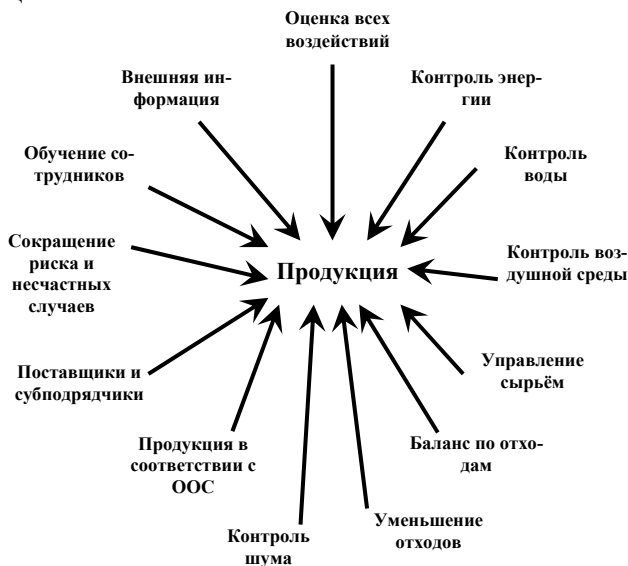 Оценка всех
воздействий
Внешняя ин-
формация
Контроль энер-
гии
Обучение со-
трудников
Контроль
воды
Сокращение
риска и
несчастных
случаев
Продукция
Контроль воз-
душной среды
Поставщики и
субподрядчики
Управление
сырьём
Продукция в
соответствии с
ООС
Баланс по отхо-
дам
Контроль
шума
Уменьшение
отходов